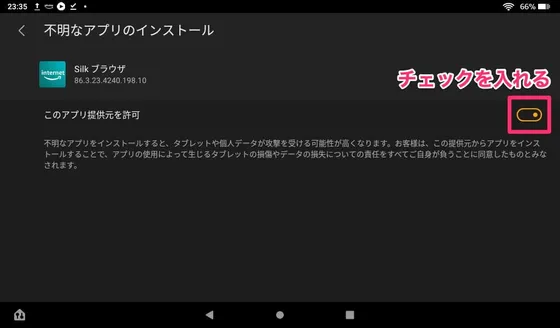 23:35
66%
不明なアプリのインストール
internet
Silk ブラウザ
86.3.23.4240.198.10
チェックを入れる
このアプリ提供元を許可
不明なアプリをインストールすると、タブレットや個人データが攻撃を受ける可能性が高くなります。お客様は、この提供元からアプリをインス
トールすることで、アプリの使用によって生じるタブレットの損傷やデータの損失についての責任をすべてご自身が負うことに同意したものとみな
されます。